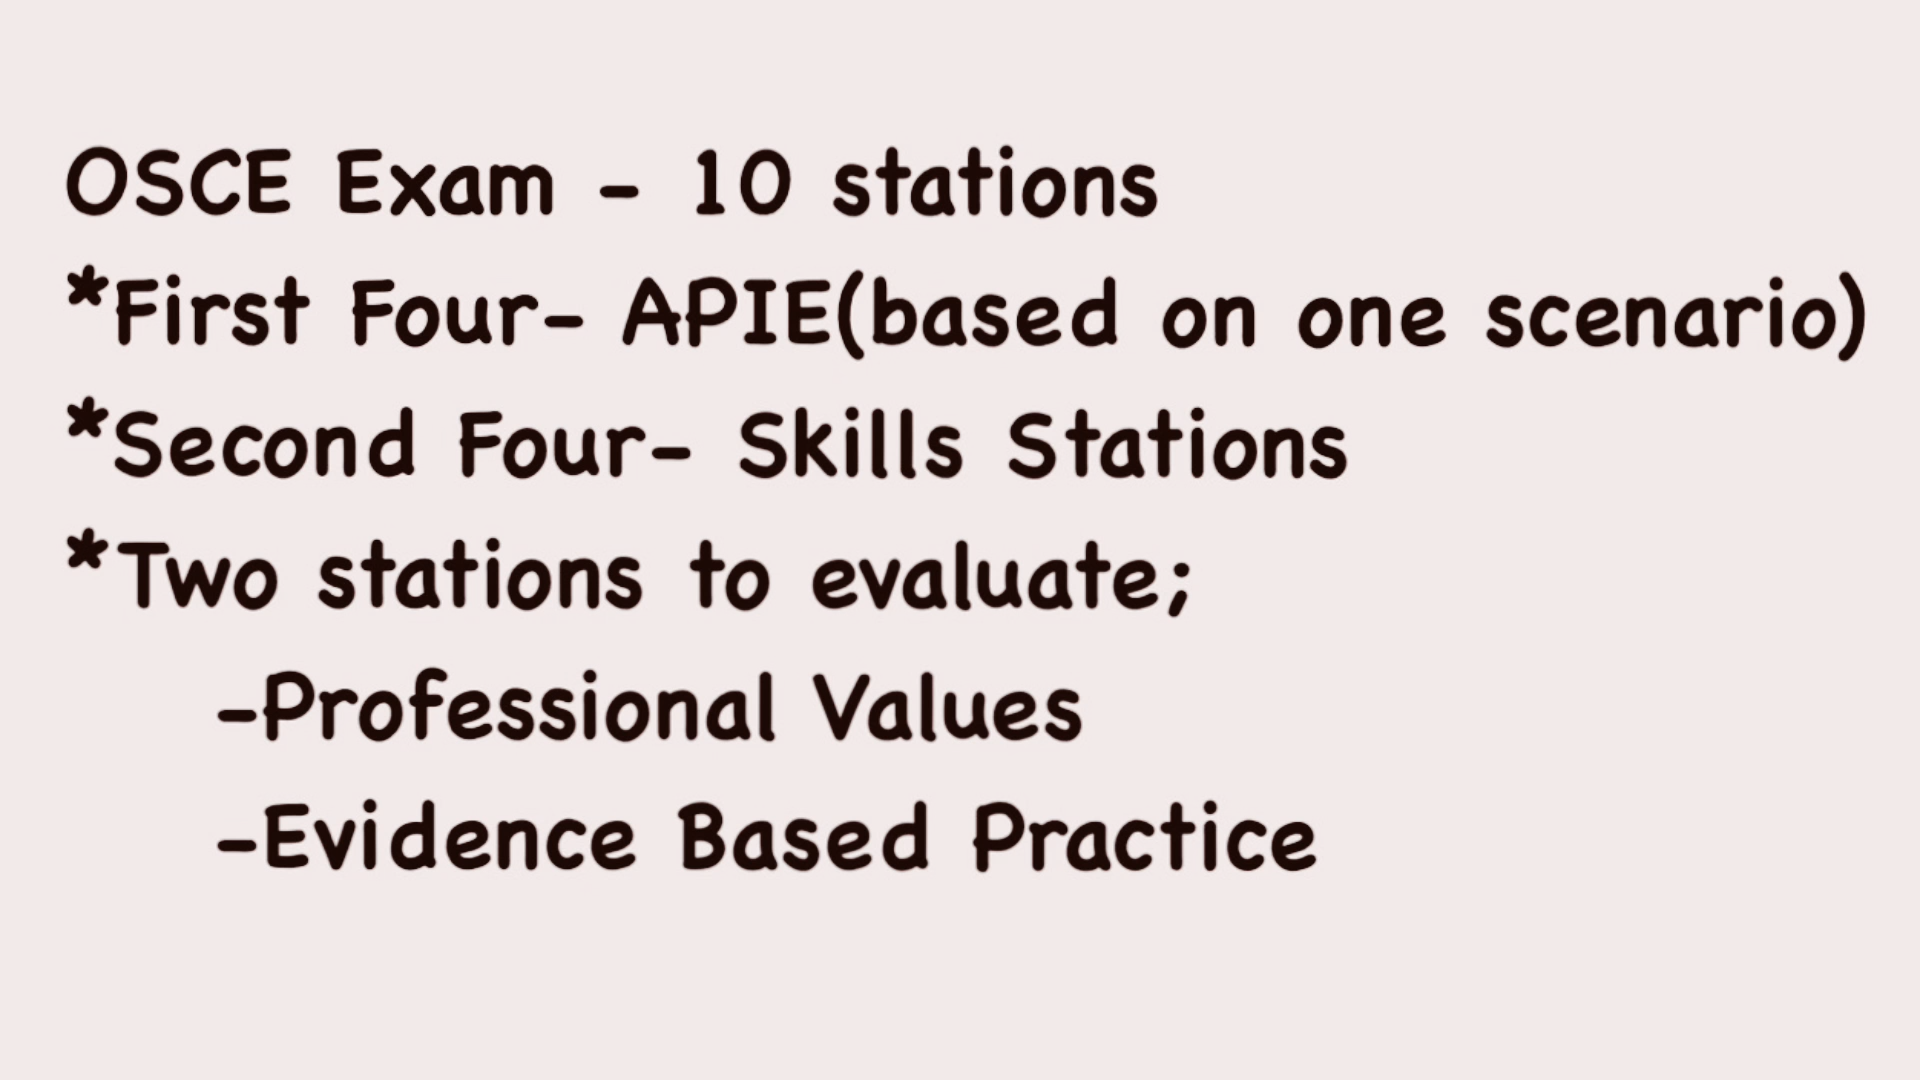 OSCE Exam - 10 stations
*First Four- APIE(based on one scenario)
*Second Four- Skills Stations
*Two stations to evaluate;
-Professional Values
-Evidence Based Practice